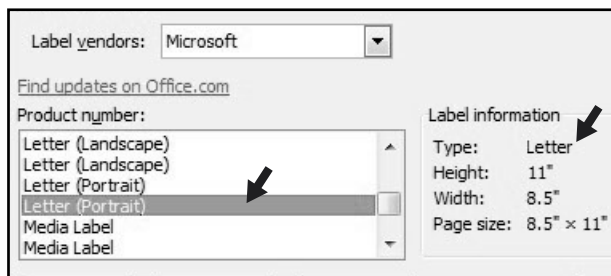 Label vendors: Microsoft
Find updates on Office.com
Product number:
Letter (Landscape)
Letter (Landscape)
Letter (Portrait)
Letter (Portrait)
Media Label
Media Label
Label information
Type: Letter
Height: 11"
Width: 8.5"
Page size: 8.5" × 11"